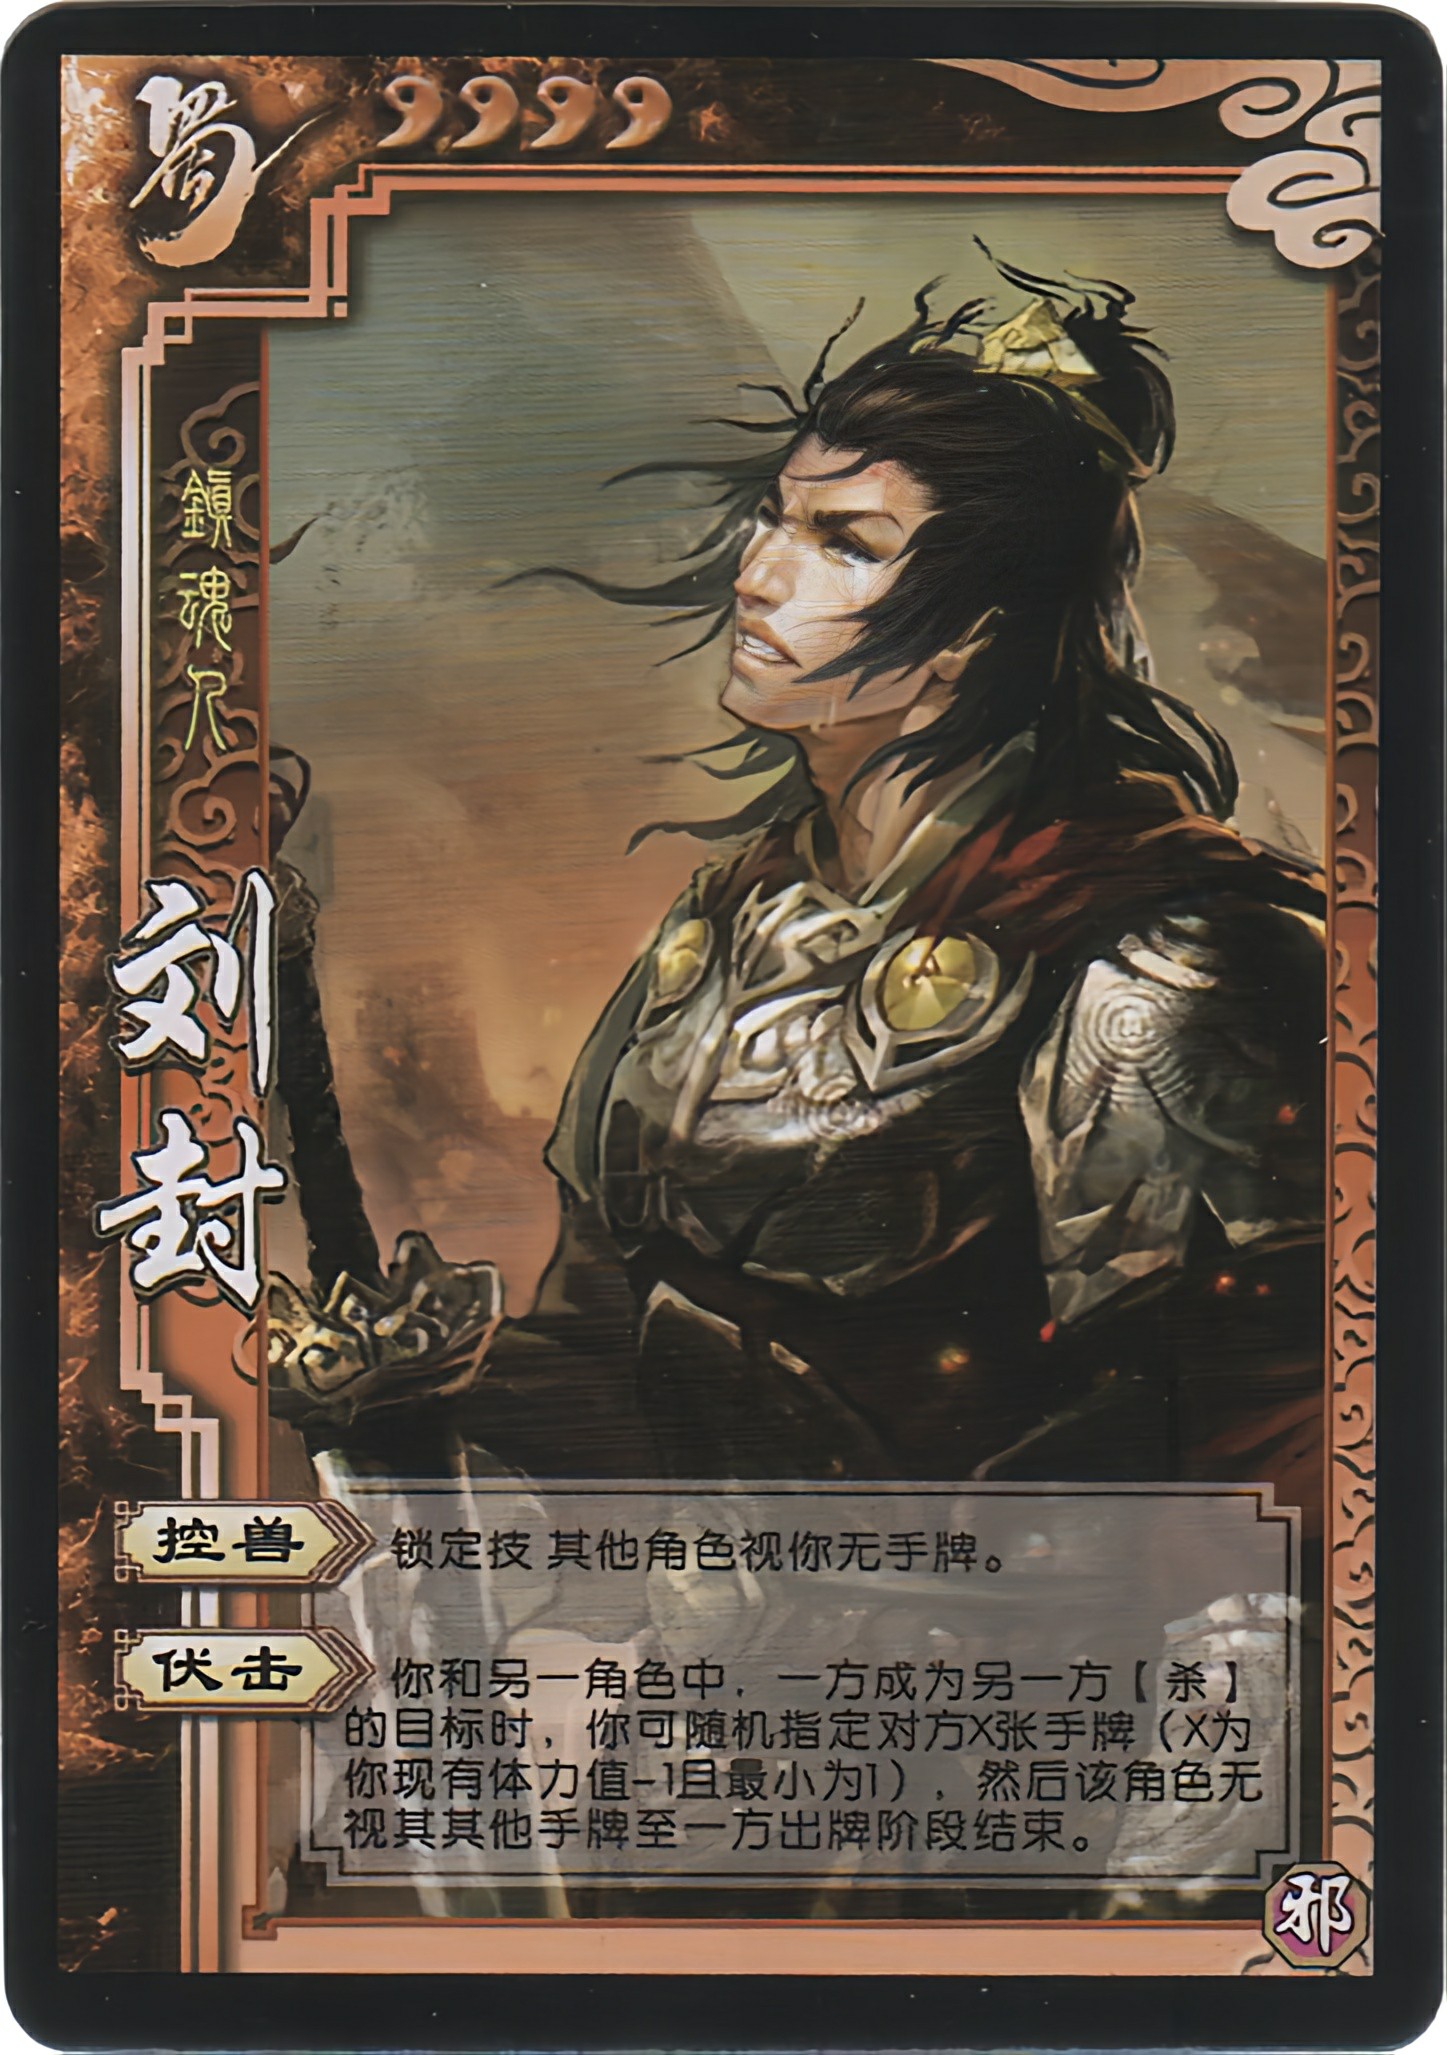 蜀
鎮魂人
刘封
控兽
锁定技 其他角色视你无手牌。
伏击
你和另一角色中，一方成为另一方【杀】
的目标时，你可随机指定对方X张手牌（X为
你现有体力值-1且最小为1），然后该角色无
视其其他手牌至一方出牌阶段结束。
邪